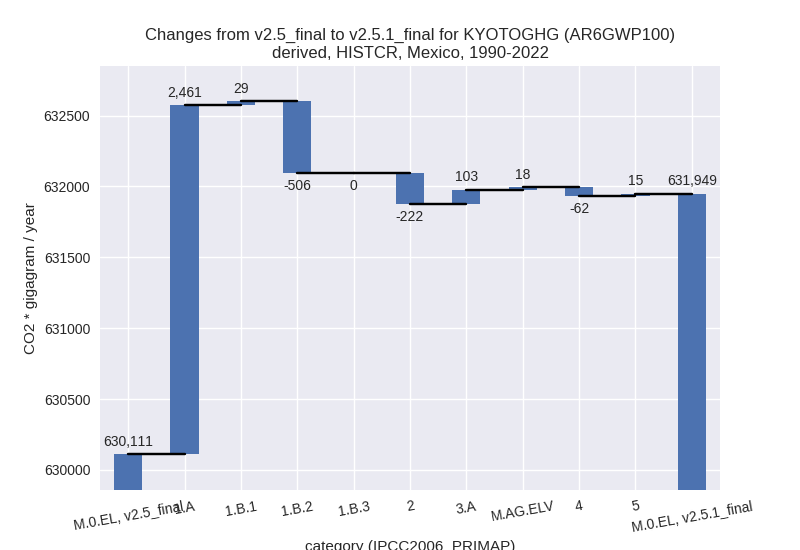 Changes from v2.5_final to v2.5.1_final for KYOTOGHG (AR6GWP100)
derived, HISTCR, Mexico, 1990-2022
CO2 * gigagram / year
632500
632000
631500
631000
630500
630000
630,111
2,461
29
-506
0
-222
103
18
-62
15
631,949
M.0.EL, v2.5_final
1.A
1.B.1
1.B.2
1.B.3
2
3.A
M.AG.ELV
4
5
M.0.EL, v2.5.1_final
category (IPCC2006_PRIMAP)